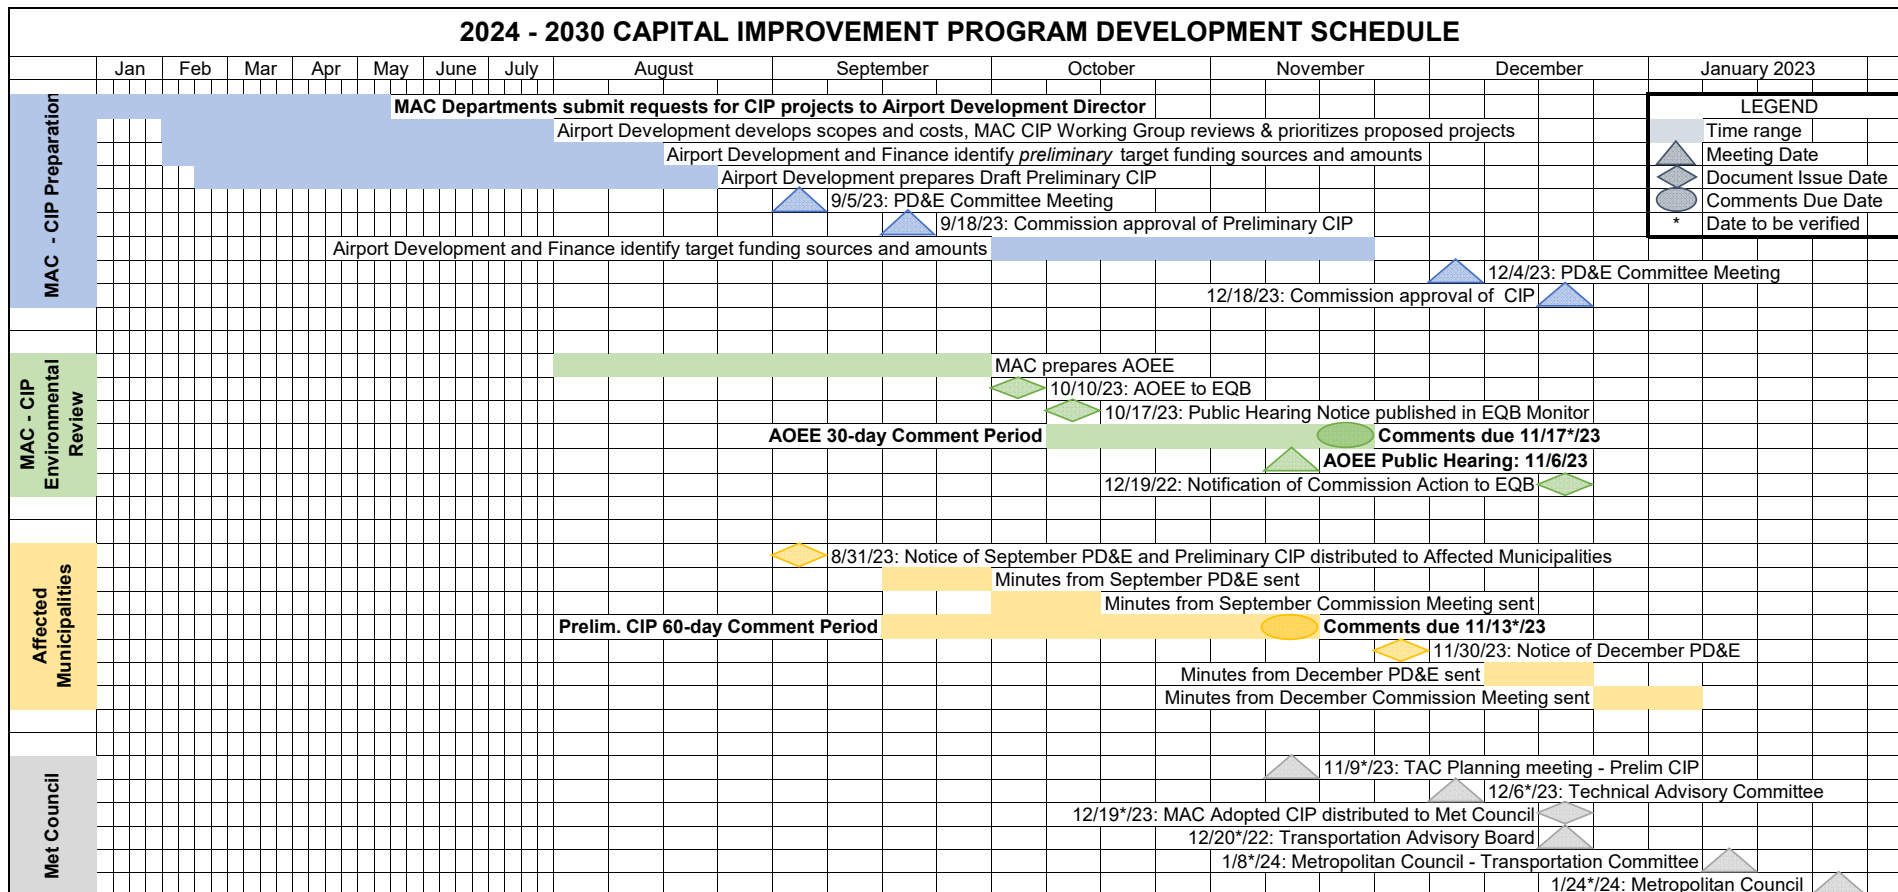 2024 - 2030 CAPITAL IMPROVEMENT PROGRAM DEVELOPMENT SCHEDULE
Jan Feb Mar Apr May June July August September October November December January 2023
MAC - CIP Preparation
MAC Departments submit requests for CIP projects to Airport Development Director
Airport Development develops scopes and costs, MAC CIP Working Group reviews & prioritizes proposed projects
Airport Development and Finance identify preliminary target funding sources and amounts
Airport Development prepares Draft Preliminary CIP
9/5/23: PD&E Committee Meeting
9/18/23: Commission approval of Preliminary CIP
Airport Development and Finance identify target funding sources and amounts
12/4/23: PD&E Committee Meeting
12/18/23: Commission approval of CIP
LEGEND
Time range
Meeting Date
Document Issue Date
Comments Due Date
* Date to be verified
MAC - CIP
Environmental
Review
MAC prepares AOEE
10/10/23: AOEE to EQB
10/17/23: Public Hearing Notice published in EQB Monitor
AOEE 30-day Comment Period Comments due 11/17*/23
AOEE Public Hearing: 11/6/23
12/19/22: Notification of Commission Action to EQB
Affected
Municipalities
8/31/23: Notice of September PD&E and Preliminary CIP distributed to Affected Municipalities
Minutes from September PD&E sent
Minutes from September Commission Meeting sent
Prelim. CIP 60-day Comment Period Comments due 11/13*/23
11/30/23: Notice of December PD&E
Minutes from December PD&E sent
Minutes from December Commission Meeting sent
Met Council
11/9*/23: TAC Planning meeting - Prelim CIP
12/6*/23: Technical Advisory Committee
12/19*/23: MAC Adopted CIP distributed to Met Council
12/20*/22: Transportation Advisory Board
1/8*/24: Metropolitan Council - Transportation Committee
1/24*/24: Metropolitan Council